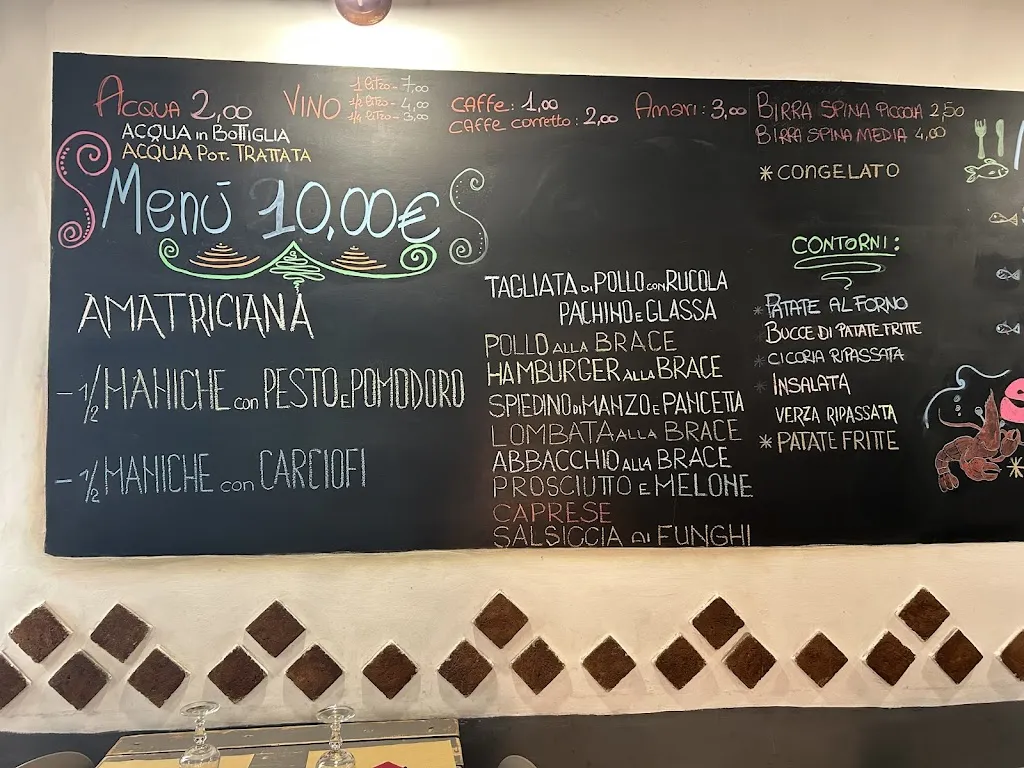 ACQUA 2,00
ACQUA in BOTTIGLIA
ACQUA POT. TRATTATA
VINO
1 litro - 7,00
1/2 litro - 4,00
1/4 litro - 3,00
CAFFE: 1,00
CAFFE CORRETTO: 2,00
AMARI: 3,00
BIRRA SPINA PICCOLA 2,50
BIRRA SPINA MEDIA 4,00
* CONGELATO
Menù 10,00€
AMATRICIANA
- 1/2 MANICHE con PESTO E POMODORO
- 1/2 MANICHE con CARCIOFI
TAGLIATA DI POLLO con RUCOLA
PACHINO E GLASSA
POLLO ALLA BRACE
HAMBURGER ALLA BRACE
SPIEDINO DI MANZO E PANCETTA
LOMBATA ALLA BRACE
ABBACCHIO ALLA BRACE
PROSCIUTTO E MELONE
CAPRESE
SALSICCIA AI FUNGHI
CONTORNI:
* PATATE AL FORNO
BUCCE DI PATATE FRITTE
* CICORIA RIPASSATA
* INSALATA
VERZA RIPASSATA
* PATATE FRITTE